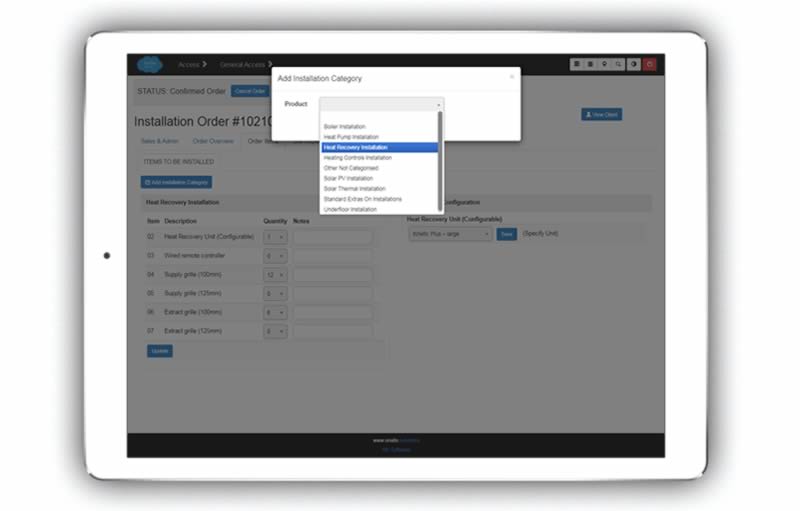 Access
General Access
Add Installation Category
×
STATUS: Confirmed Order
Cancel Order
Product
View Client
Installation Order #10210
Sales & Admin
Order Overview
Boiler Installation
Heat Pump Installation
Heat Recovery Installation
Heating Controls Installation
Other Not Categorised
Solar PV Installation
Solar Thermal Installation
Standard Extras On Installations
Underfloor Installation
ITEMS TO BE INSTALLED
Add Installation Category
Heat Recovery Installation
Configuration
Item Description Quantity Notes
Heat Recovery Unit (Configurable)
02 Heat Recovery Unit (Configurable) 1
Kinetic Plus – large
Save
(Specify Unit)
03 Wired remote controller 0
04 Supply grille (100mm) 12
05 Supply grille (125mm) 0
06 Extract grille (100mm) 6
07 Extract grille (125mm) 0
Update